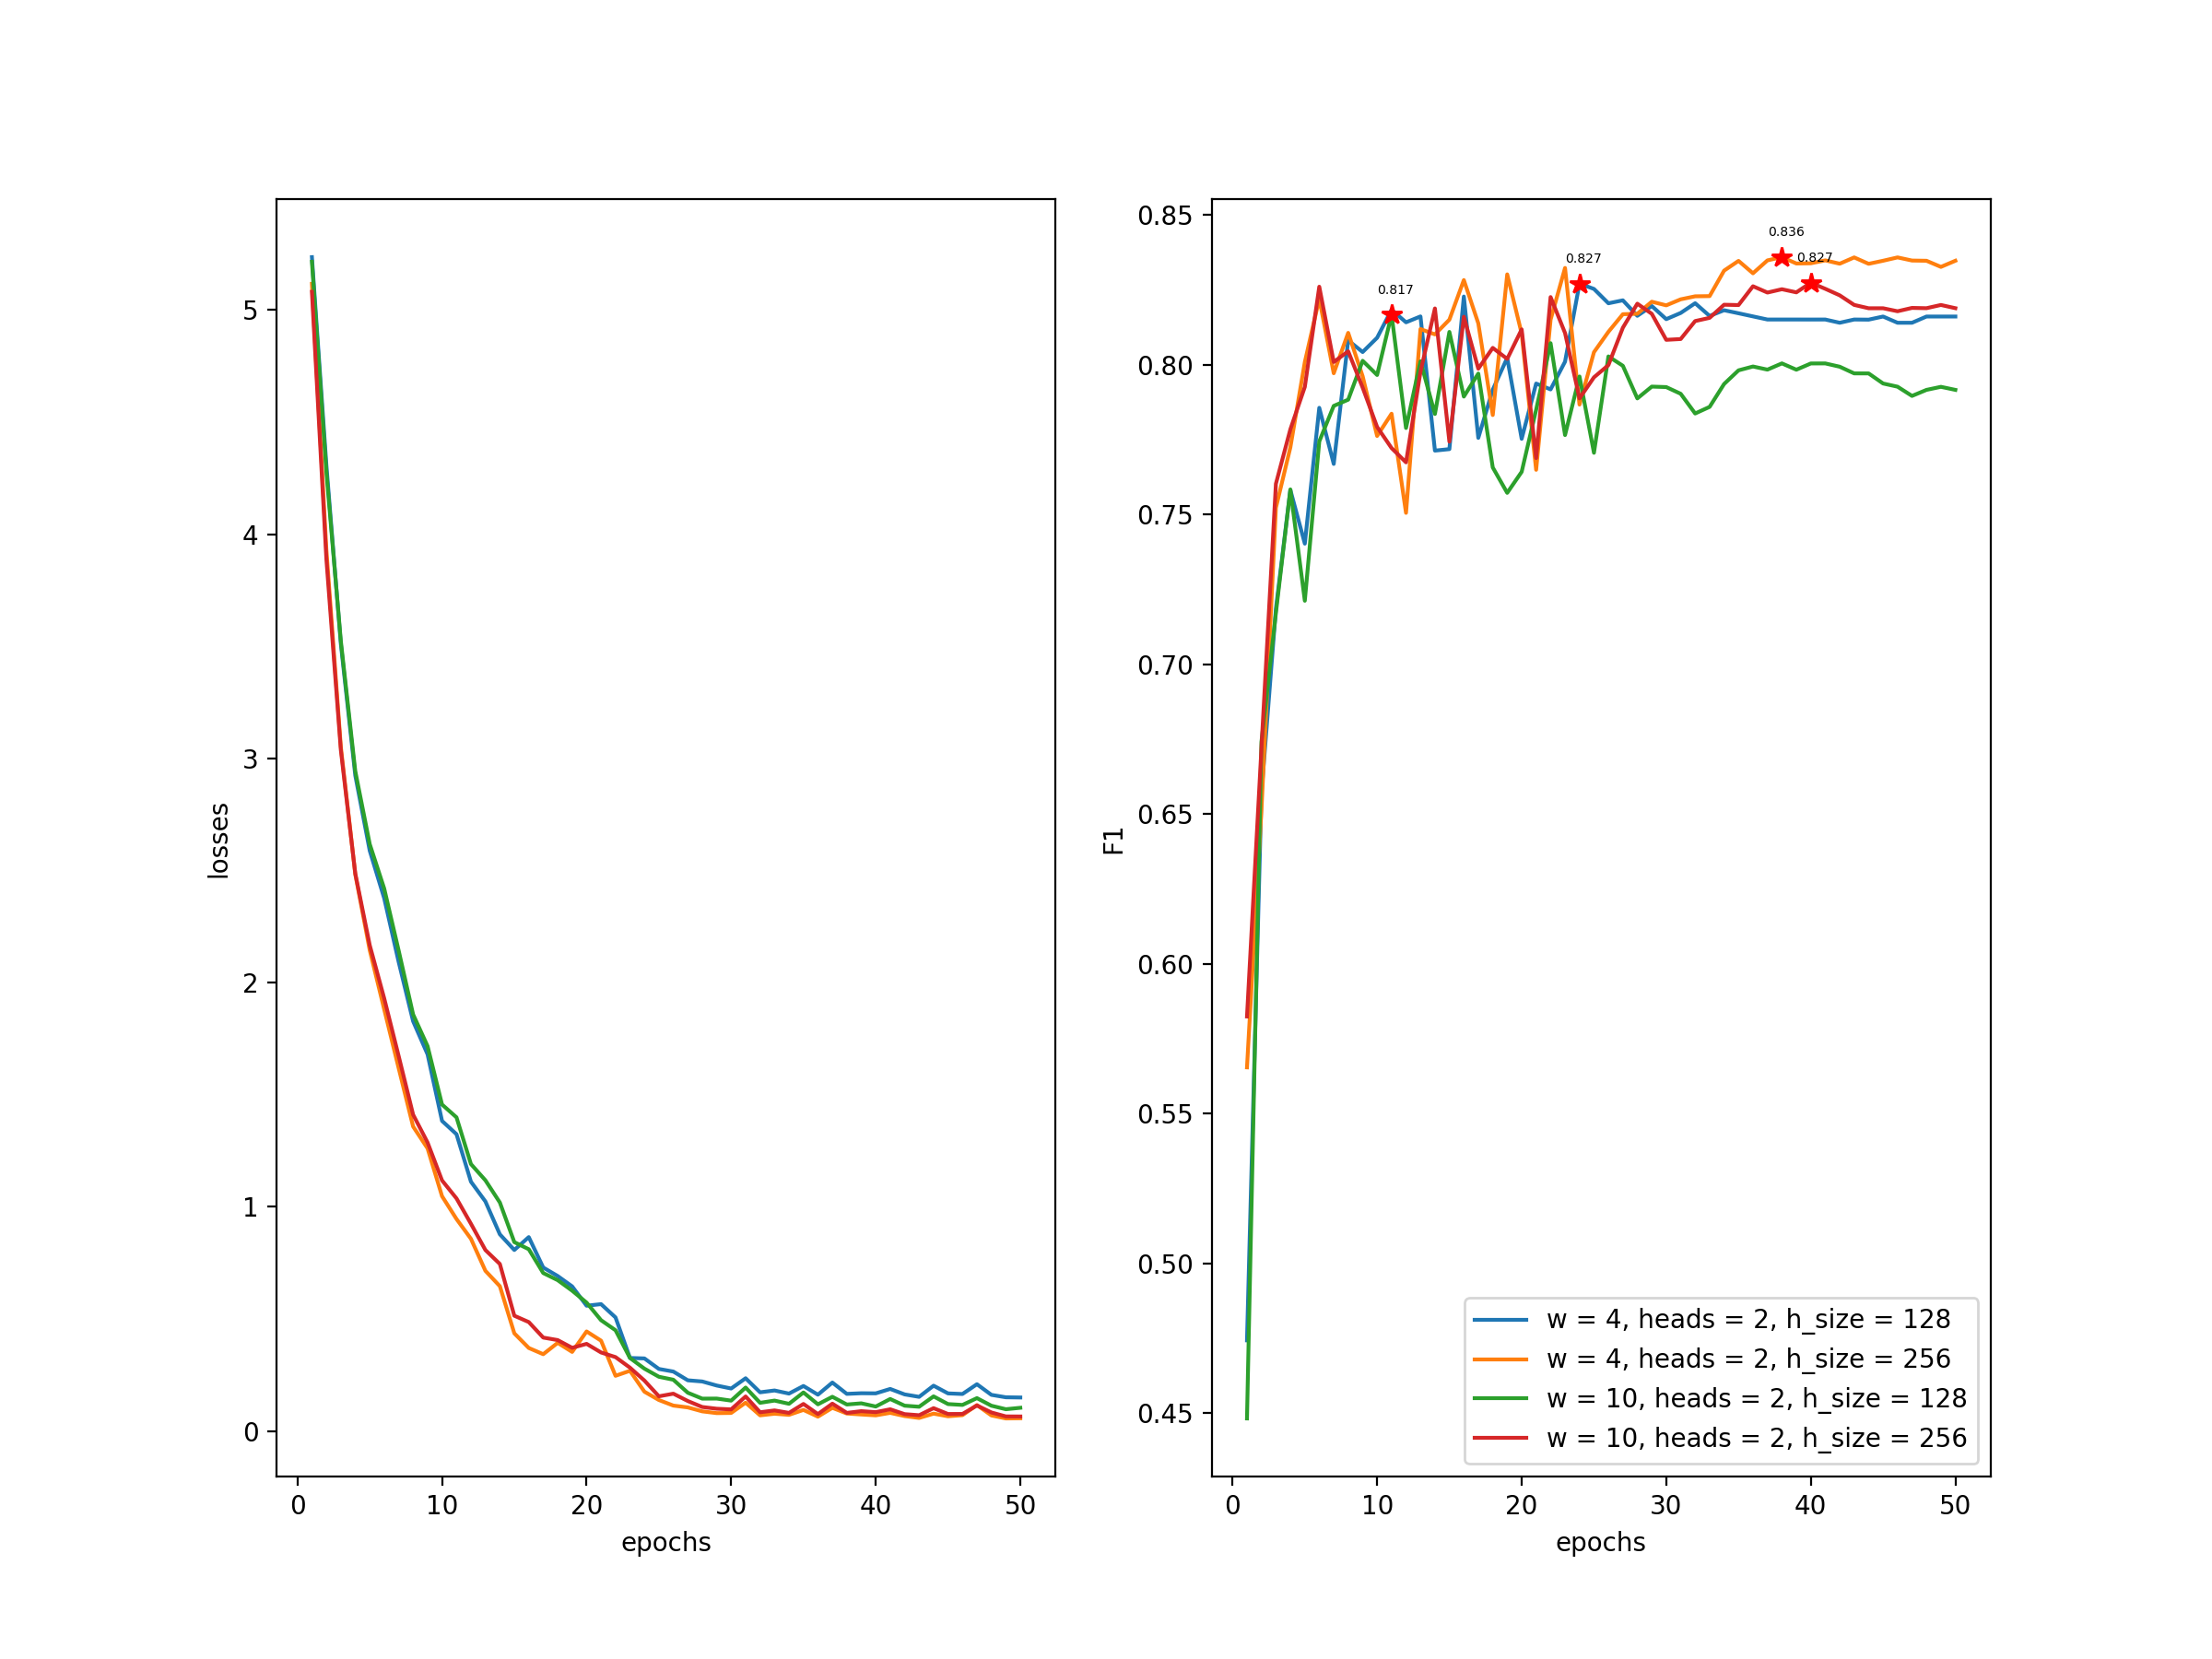 losses
5
4
3
2
1
0
0 10 20 30 40 50
epochs
F1
0.85
0.80
0.75
0.70
0.65
0.60
0.55
0.50
0.45
0.817
0.827
0.836
0.827
w = 4, heads = 2, h_size = 128
w = 4, heads = 2, h_size = 256
w = 10, heads = 2, h_size = 128
w = 10, heads = 2, h_size = 256
0 10 20 30 40 50
epochs